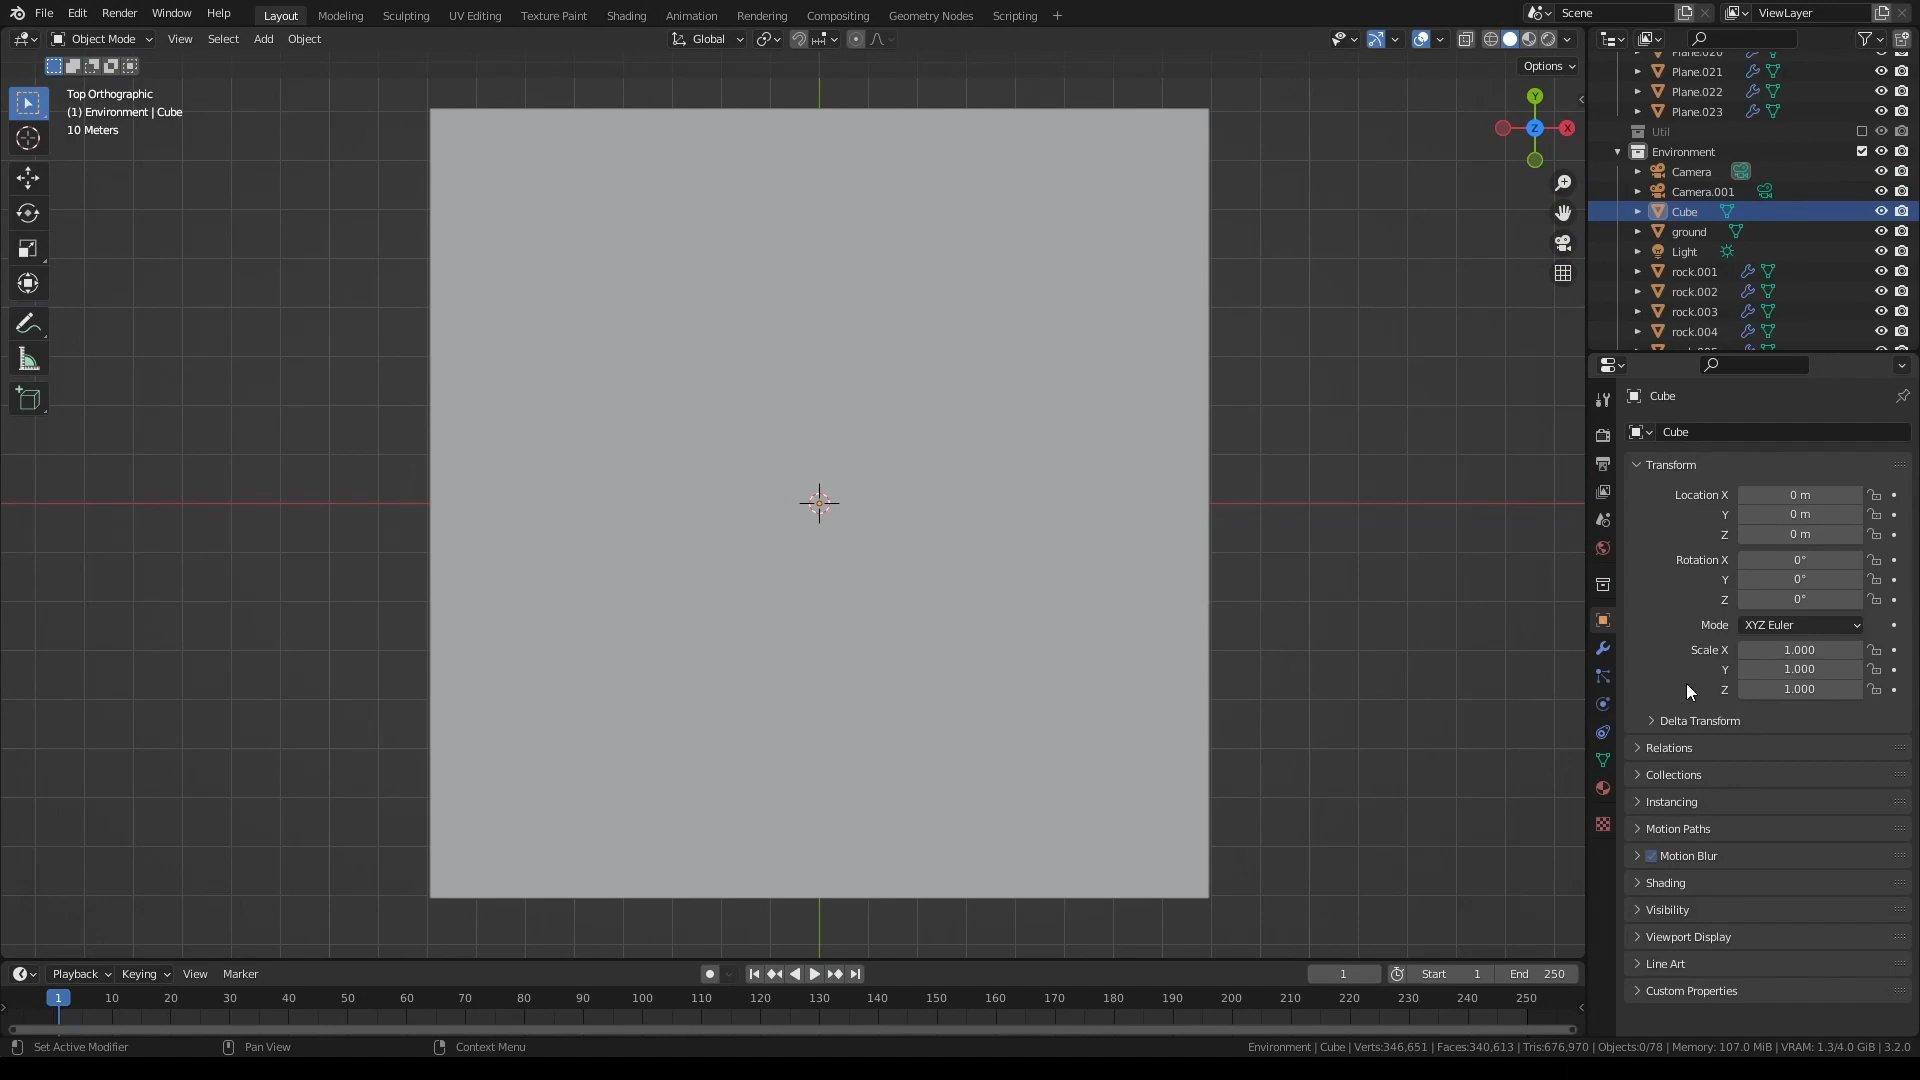 File Edit Render Window Help Layout Modeling Sculpting UV Editing Texture Paint Shading Animation Rendering Compositing Geometry Nodes Scripting + Scene ViewLayer
Object Mode View Select Add Object Global
Options
Top Orthographic
(1) Environment | Cube
10 Meters
Y
Z X
Plane.020
Plane.021
Plane.022
Plane.023
Util
Environment
Camera
Camera.001
Cube
ground
Light
rock.001
rock.002
rock.003
rock.004
Cube
Cube
Transform
Location X 0 m
Y 0 m
Z 0 m
Rotation X 0°
Y 0°
Z 0°
Mode XYZ Euler
Scale X 1.000
Y 1.000
Z 1.000
Delta Transform
Relations
Collections
Instancing
Motion Paths
Motion Blur
Shading
Visibility
Viewport Display
Line Art
Custom Properties
Playback Keying View Marker 1 Start 1 End 250
1 10 20 30 40 50 60 70 80 90 100 110 120 130 140 150 160 170 180 190 200 210 220 230 240 250
Set Active Modifier Pan View Context Menu Environment | Cube | Verts:346,651 | Faces:340,613 | Tris:676,970 | Objects:0/78 | Memory: 107.0 MiB | VRAM: 1.3/4.0 GiB | 3.2.0